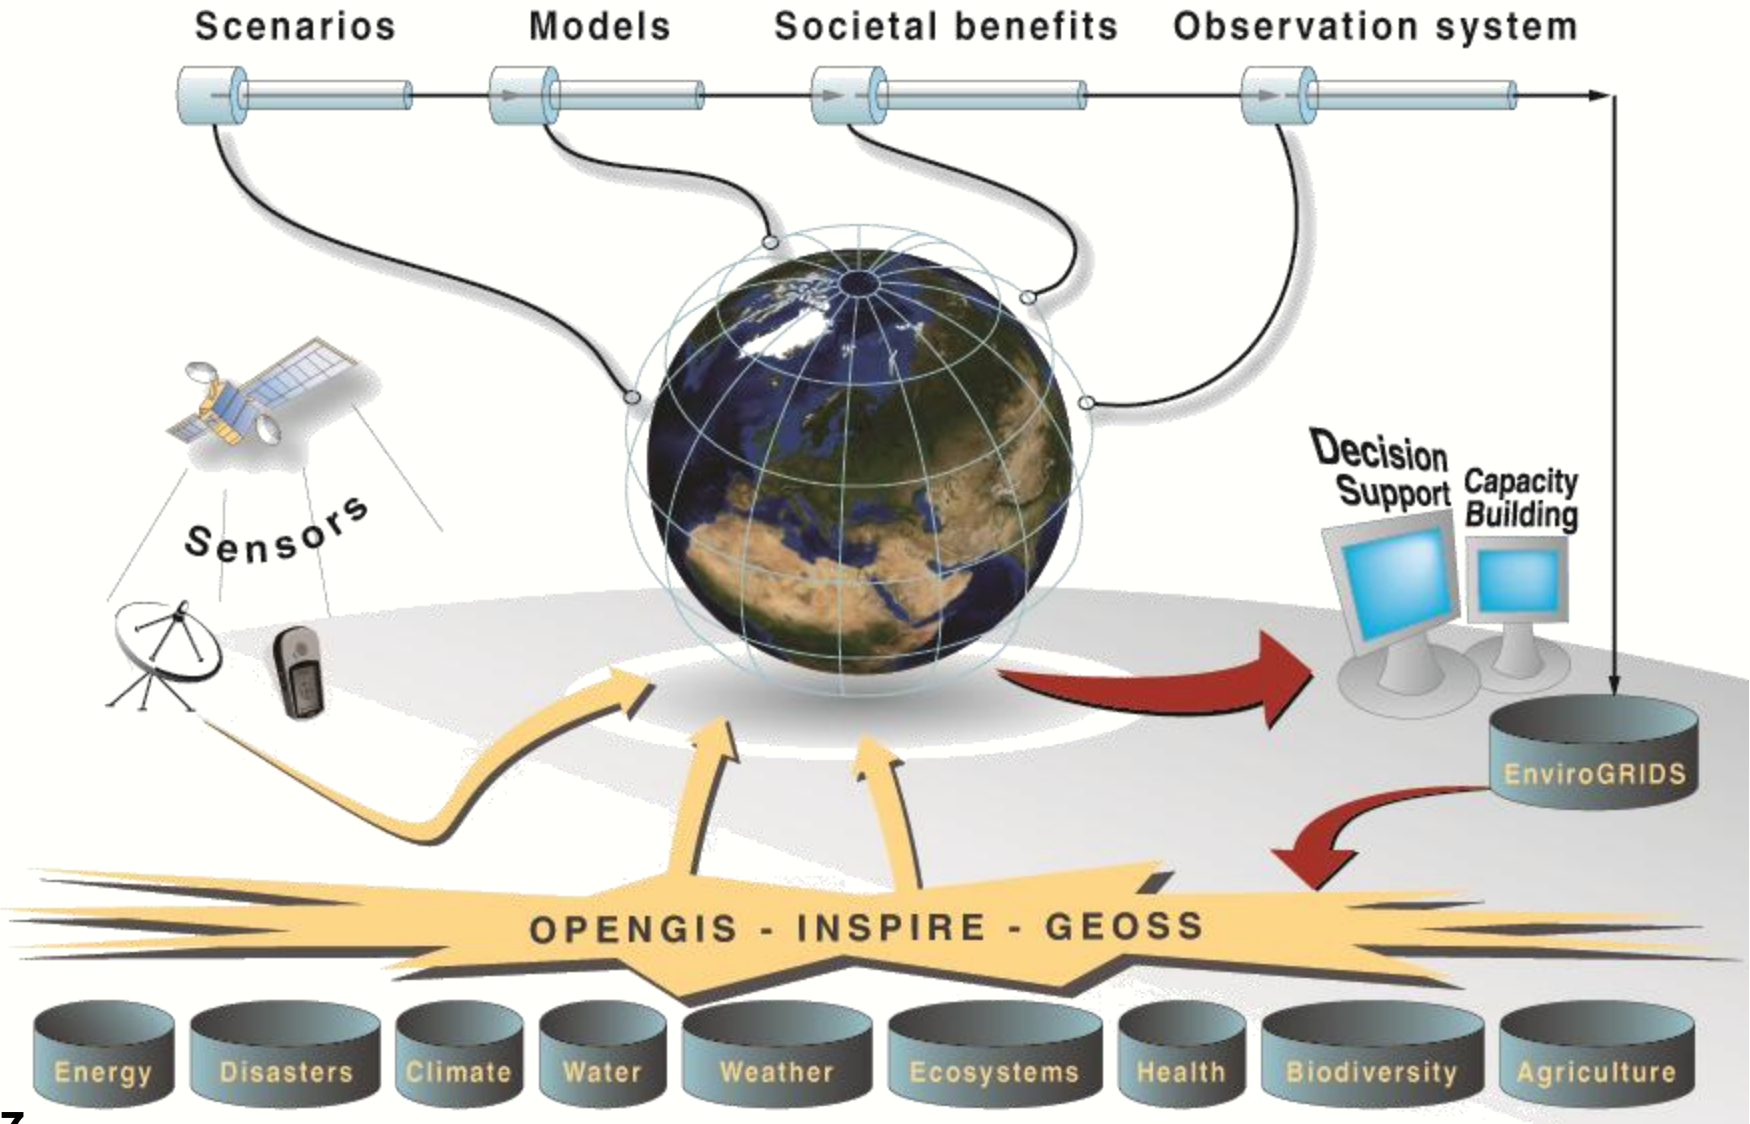 Scenarios
Models
Societal benefits
Observation system
Sensors
Decision
Support
Capacity
Building
EnviroGRIDS
OPENGIS - INSPIRE - GEOSS
Energy
Disasters
Climate
Water
Weather
Ecosystems
Health
Biodiversity
Agriculture